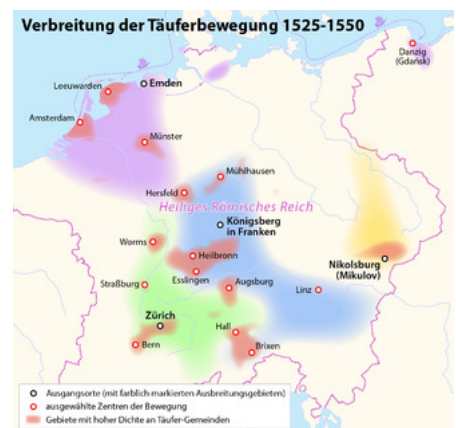 Verbreitung der Täuferbewegung 1525-1550
Danzig
(Gdańsk)
Leeuwarden
Emden
Amsterdam
Münster
Mühlhausen
Hersfeld
Heiliges Römisches Reich
Königsberg
in Franken
Worms
Heilbronn
Nikolsburg
(Mikulov)
Esslingen
Straßburg
Augsburg
Linz
Zürich
Hall
Bern
Brixen
Ausgangsorte (mit farblich markierten Ausbreitungsgebieten)
ausgewählte Zentren der Bewegung
Gebiete mit hoher Dichte an Täufer-Gemeinden